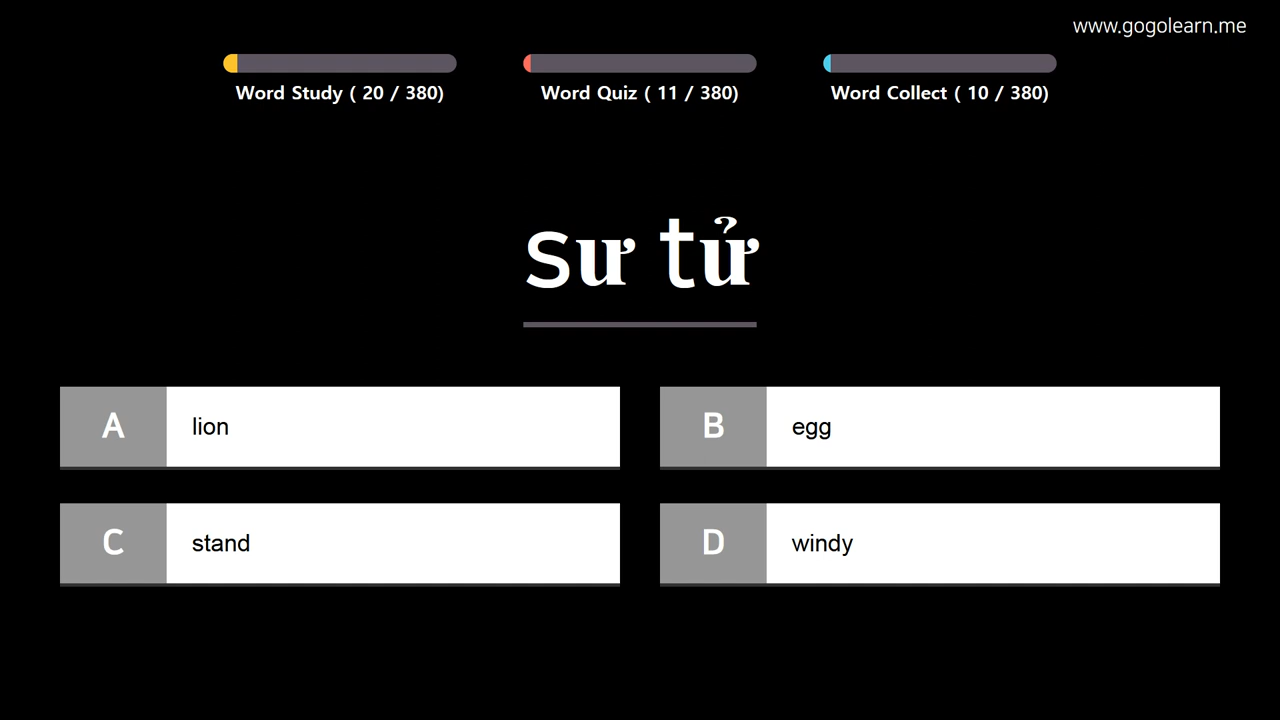 www.gogolearn.me
Word Study ( 20 / 380)
Word Quiz ( 11 / 380)
Word Collect ( 10 / 380)
sư tử
A
lion
B
egg
C
stand
D
windy